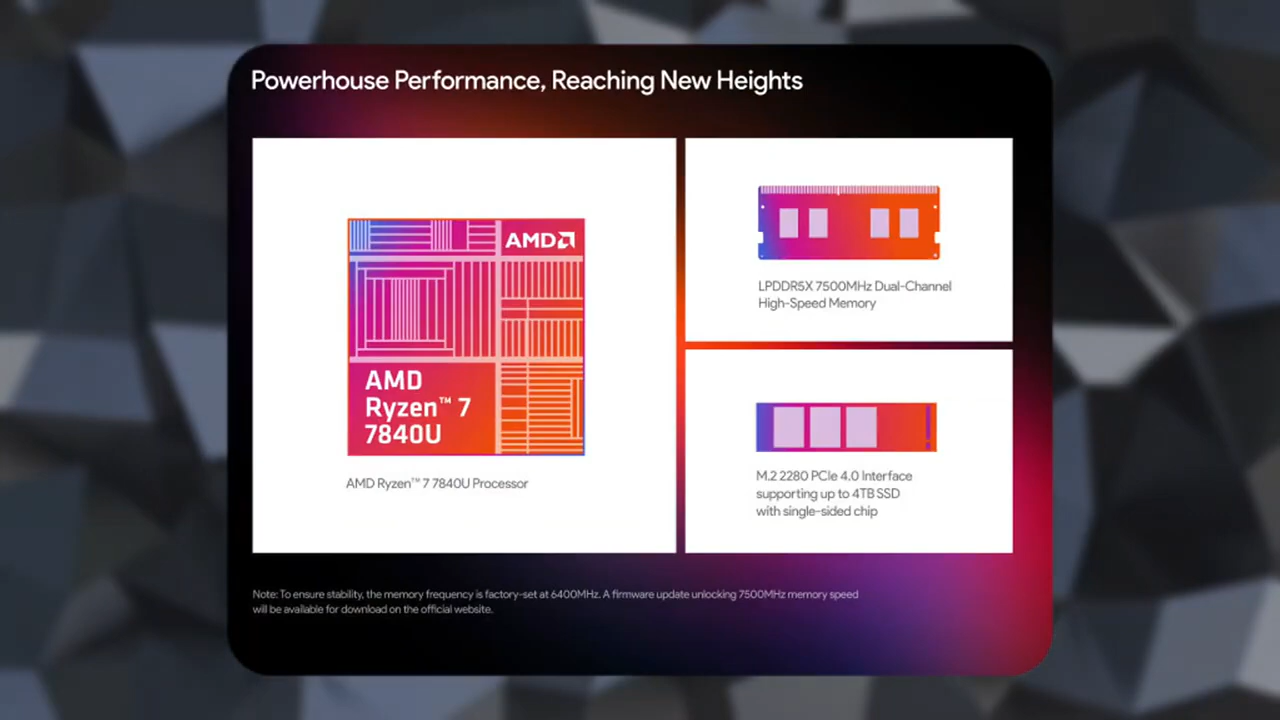 Powerhouse Performance, Reaching New Heights
AMD
AMD
Ryzen™ 7
7840U
AMD Ryzen™ 7 7840U Processor
LPDDR5X 7500MHz Dual-Channel
High-Speed Memory
M.2 2280 PCIe 4.0 Interface
supporting up to 4TB SSD
with single-sided chip
Note: To ensure stability, the memory frequency is factory-set at 6400MHz. A firmware update unlocking 7500MHz memory speed
will be available for download on the official website.